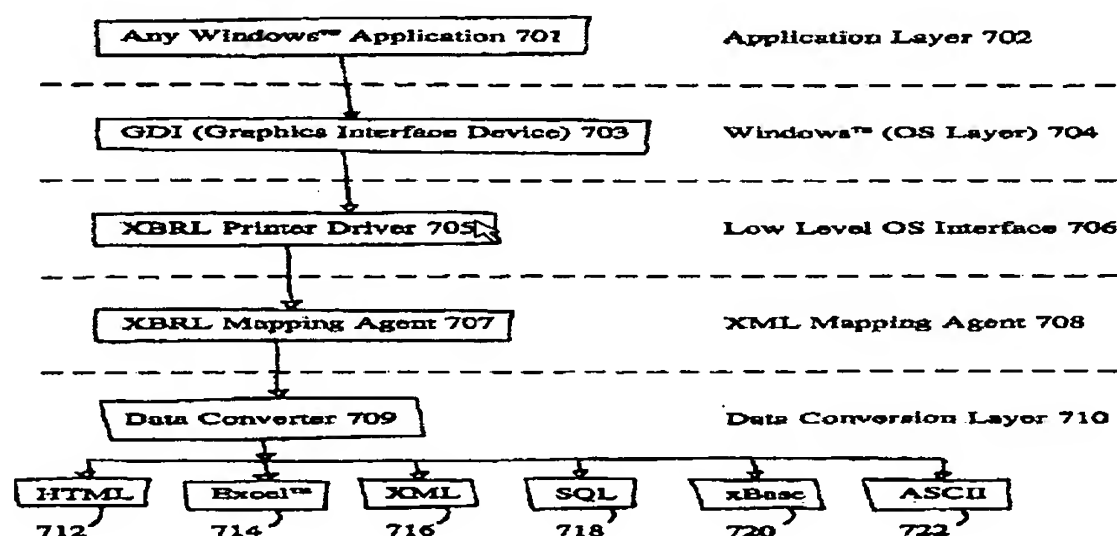 Any Windows™ Application 701
Application Layer 702
GDI (Graphics Interface Device) 703
Windows™ (OS Layer) 704
XBRL Printer Driver 705
Low Level OS Interface 706
XBRL Mapping Agent 707
XML Mapping Agent 708
Data Converter 709
Data Conversion Layer 710
HTML Excel™ XML SQL xBase ASCII
712 714 716 718 720 722